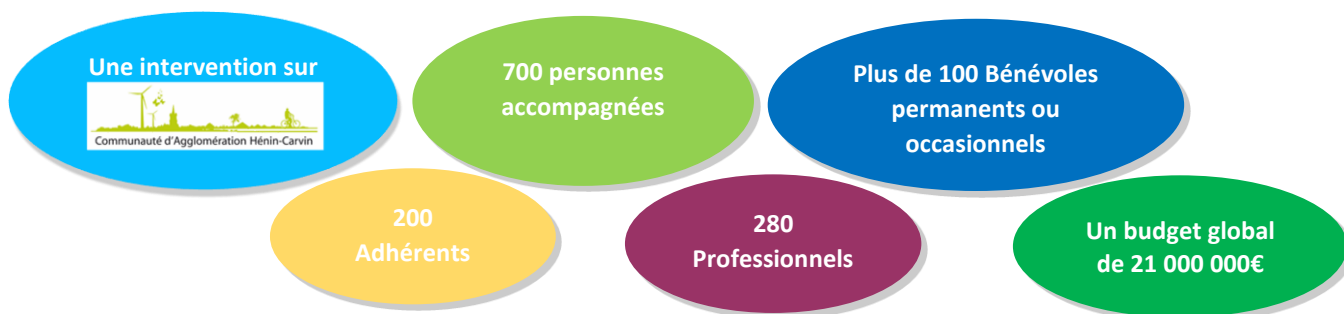 Une intervention sur
Communauté d'Agglomération Hénin-Carvin
700 personnes
accompagnées
Plus de 100 Bénévoles
permanents ou
occasionnels
200
Adhérents
280
Professionnels
Un budget global
de 21 000 000€